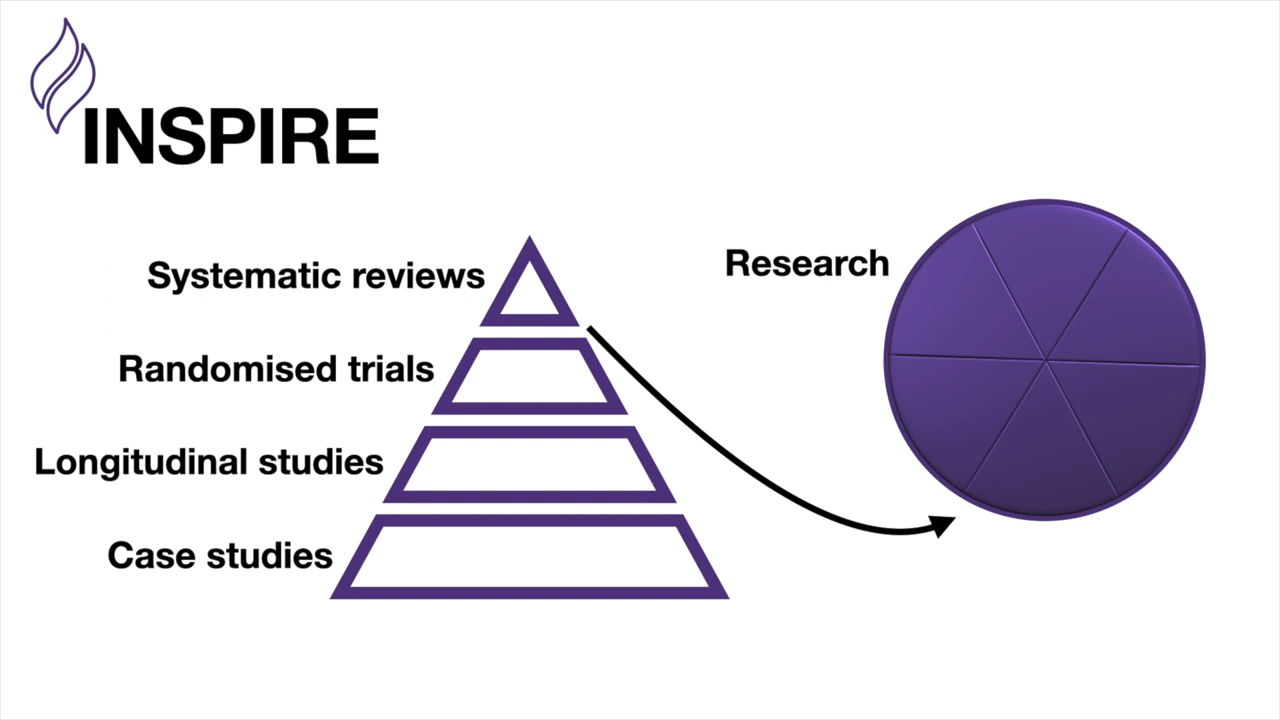 INSPIRE
Systematic reviews
Research
Randomised trials
Longitudinal studies
Case studies